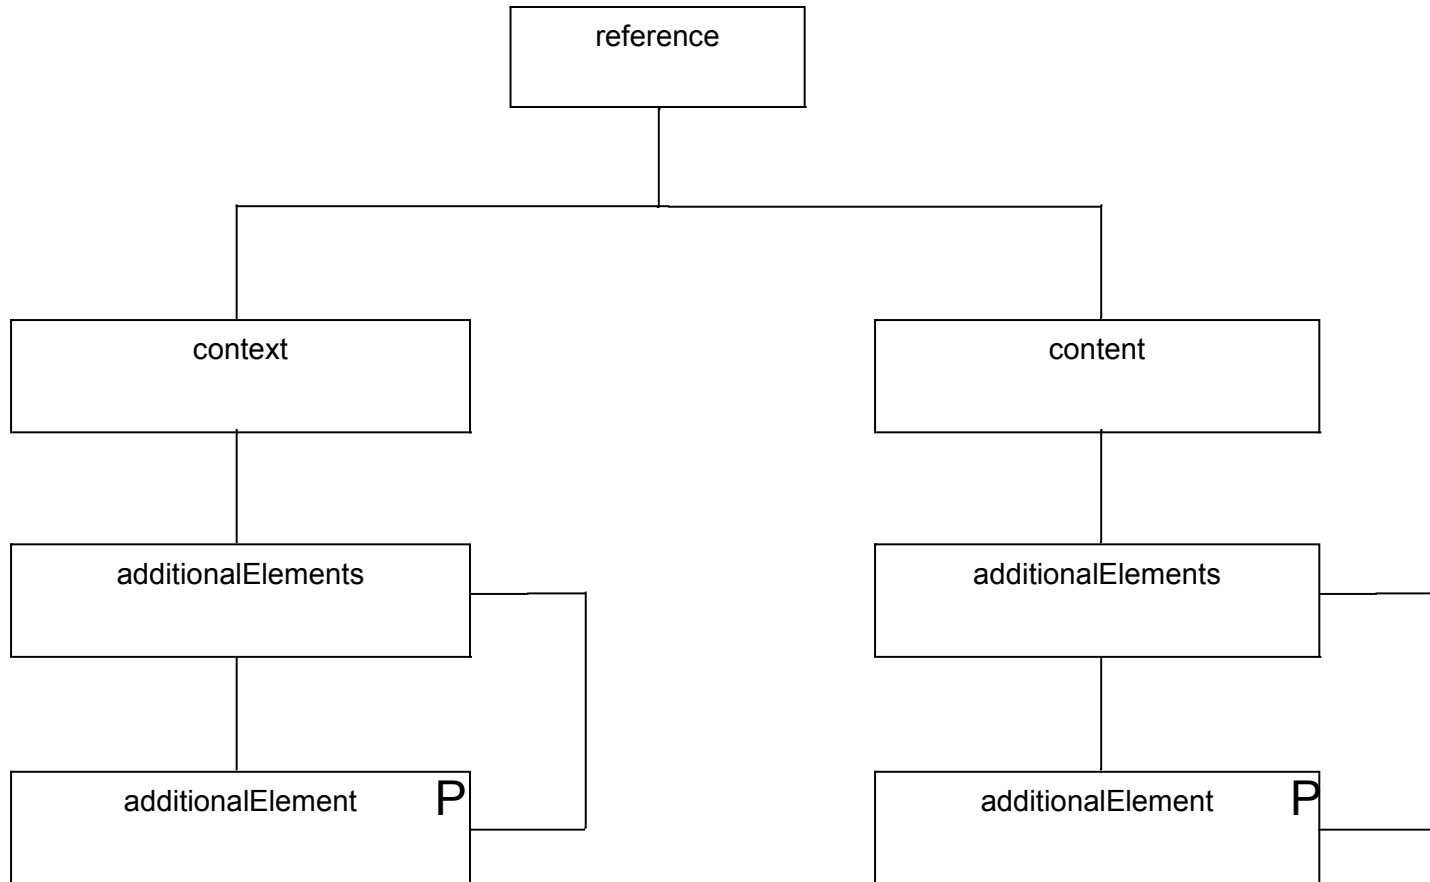 reference
context
content
additionalElements
additionalElements
additionalElement P
additionalElement P